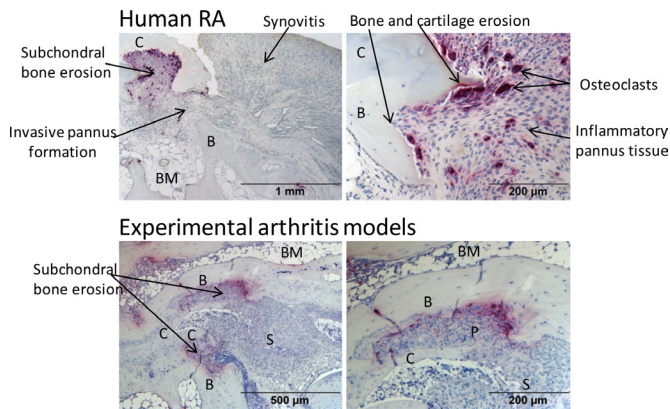 Human RA
Synovitis
Bone and cartilage erosion
Subchondral
bone erosion
C
C
Osteoclasts
Invasive pannus
formation
B
B
Inflammatory
pannus tissue
BM
1 mm
200 µm
Experimental arthritis models
Subchondral
bone erosion
BM
BM
B
B
C
C
S
P
C
B
S
500 µm
200 µm